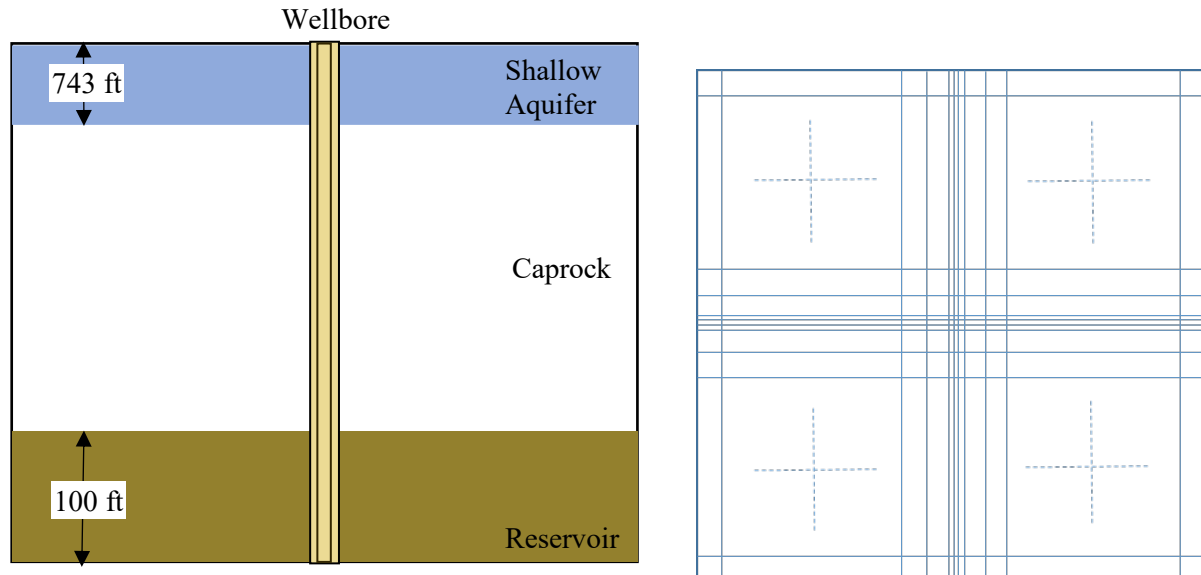 Wellbore
743 ft
Shallow
Aquifer
Caprock
100 ft
Reservoir